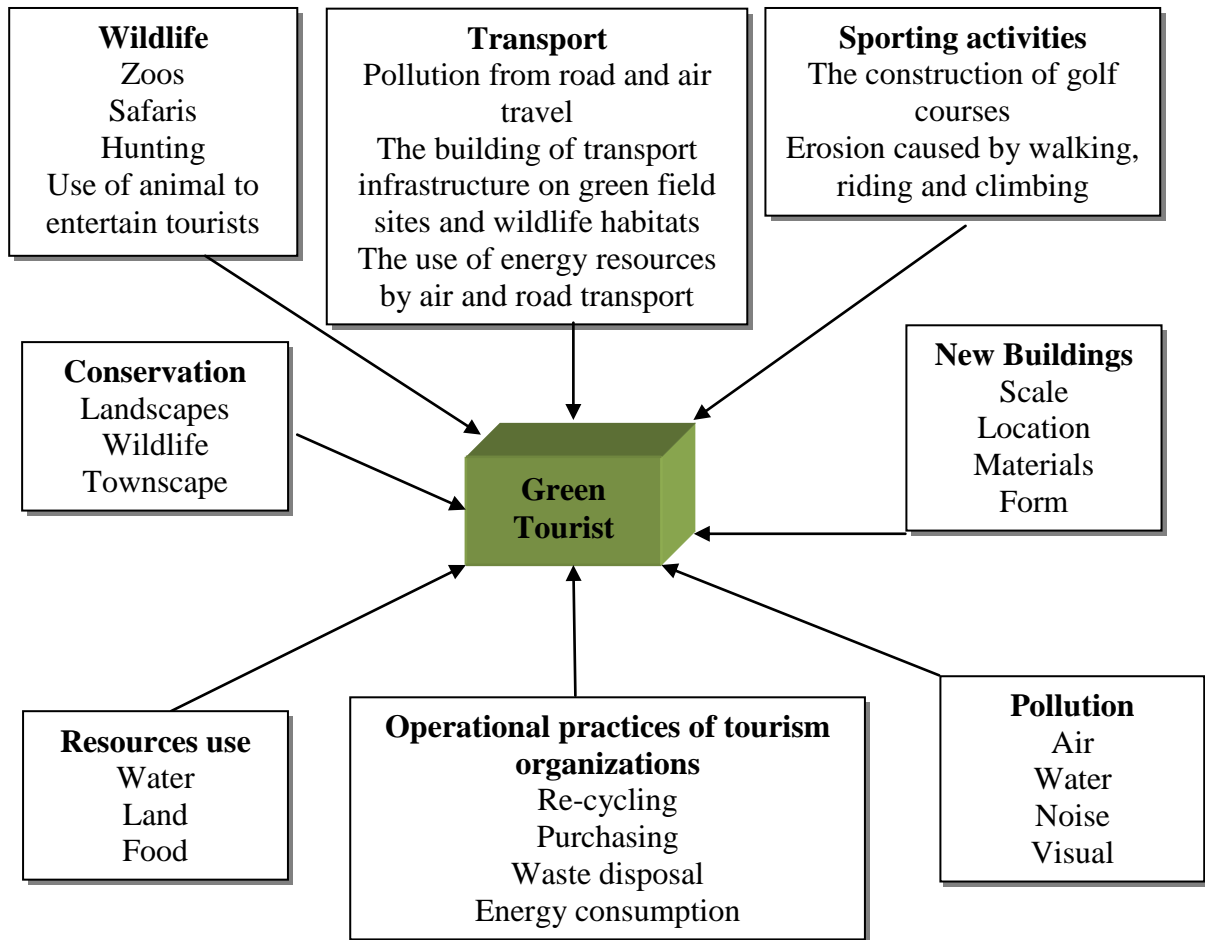 Wildlife
Zoos
Safaris
Hunting
Use of animal to
entertain tourists
Transport
Pollution from road and air
travel
The building of transport
infrastructure on green field
sites and wildlife habitats
The use of energy resources
by air and road transport
Sporting activities
The construction of golf
courses
Erosion caused by walking,
riding and climbing
Conservation
Landscapes
Wildlife
Townscape
Green
Tourist
New Buildings
Scale
Location
Materials
Form
Resources use
Water
Land
Food
Operational practices of tourism
organizations
Re-cycling
Purchasing
Waste disposal
Energy consumption
Pollution
Air
Water
Noise
Visual